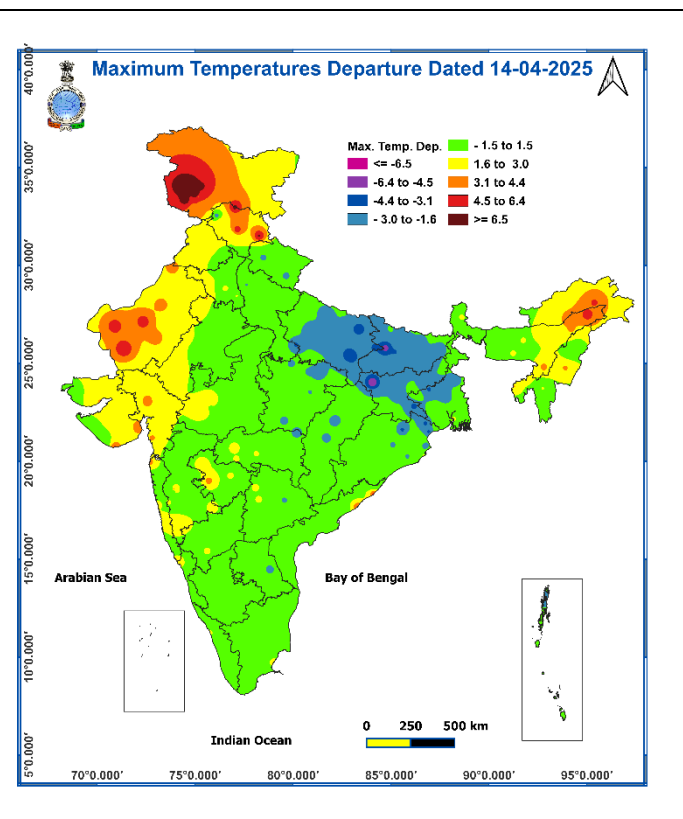 Maximum Temperatures Departure Dated 14-04-2025
Max. Temp. Dep.
<= -6.5
-6.4 to -4.5
-4.4 to -3.1
- 3.0 to -1.6
- 1.5 to 1.5
1.6 to 3.0
3.1 to 4.4
4.5 to 6.4
>= 6.5
40°0.000'
35°0.000'
30°0.000'
25°0.000'
20°0.000'
15°0.000'
10°0.000'
5°0.000'
Arabian Sea
Bay of Bengal
Indian Ocean
0 250 500 km
70°0.000' 75°0.000' 80°0.000' 85°0.000' 90°0.000' 95°0.000'